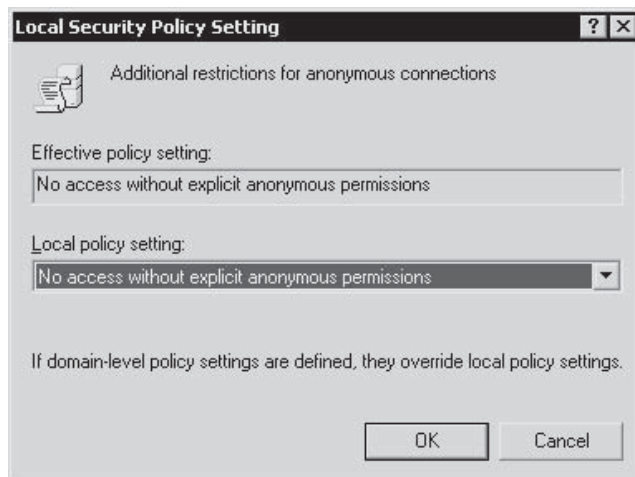 Local Security Policy Setting
Additional restrictions for anonymous connections
Effective policy setting:
No access without explicit anonymous permissions
Local policy setting:
No access without explicit anonymous permissions
If domain-level policy settings are defined, they override local policy settings.
OK Cancel